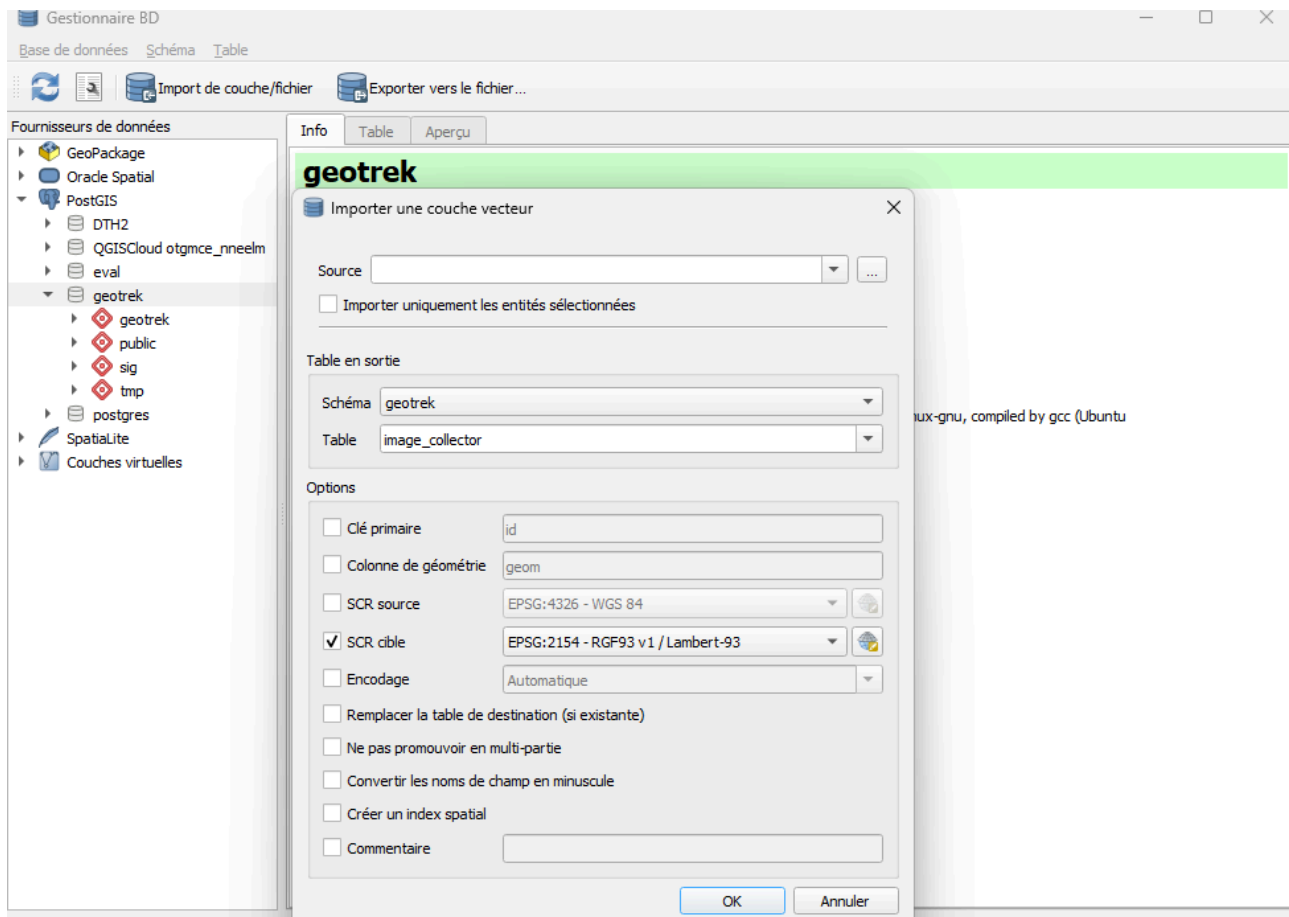 Gestionnaire BD
Base de données Schéma Table
Import de couche/fichier Exporter vers le fichier...
Fournisseurs de données
Info Table Aperçu
GeoPackage
Oracle Spatial
PostGIS
DTH2
QGISCloud otgmce_nneelm
eval
geotrek
geotrek
public
sig
tmp
postgres
SpatiaLite
Couches virtuelles
geotrek
Importer une couche vecteur
Source
...
Importer uniquement les entités sélectionnées
Table en sortie
Schéma geotrek
Table image_collector
compiled by gcc (Ubuntu
Options
Clé primaire id
Colonne de géométrie geom
SCR source EPSG:4326 - WGS 84
SCR cible EPSG:2154 - RGF93 v1 / Lambert-93
Encodage Automatique
Remplacer la table de destination (si existante)
Ne pas promouvoir en multi-partie
Convertir les noms de champ en minuscule
Créer un index spatial
Commentaire
OK Annuler